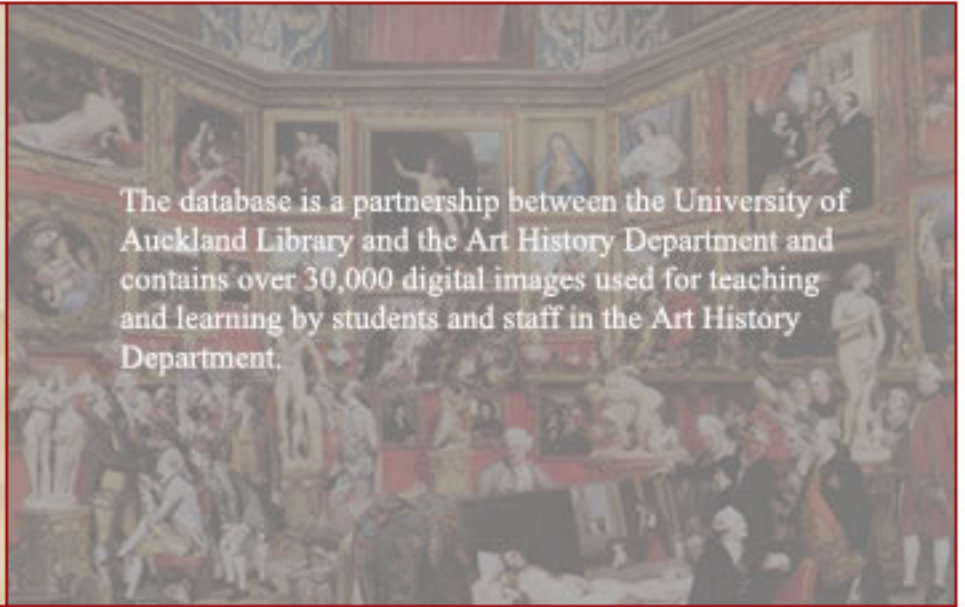 The database is a partnership between the University of
Auckland Library and the Art History Department and
contains over 30,000 digital images used for teaching
and learning by students and staff in the Art History
Department.